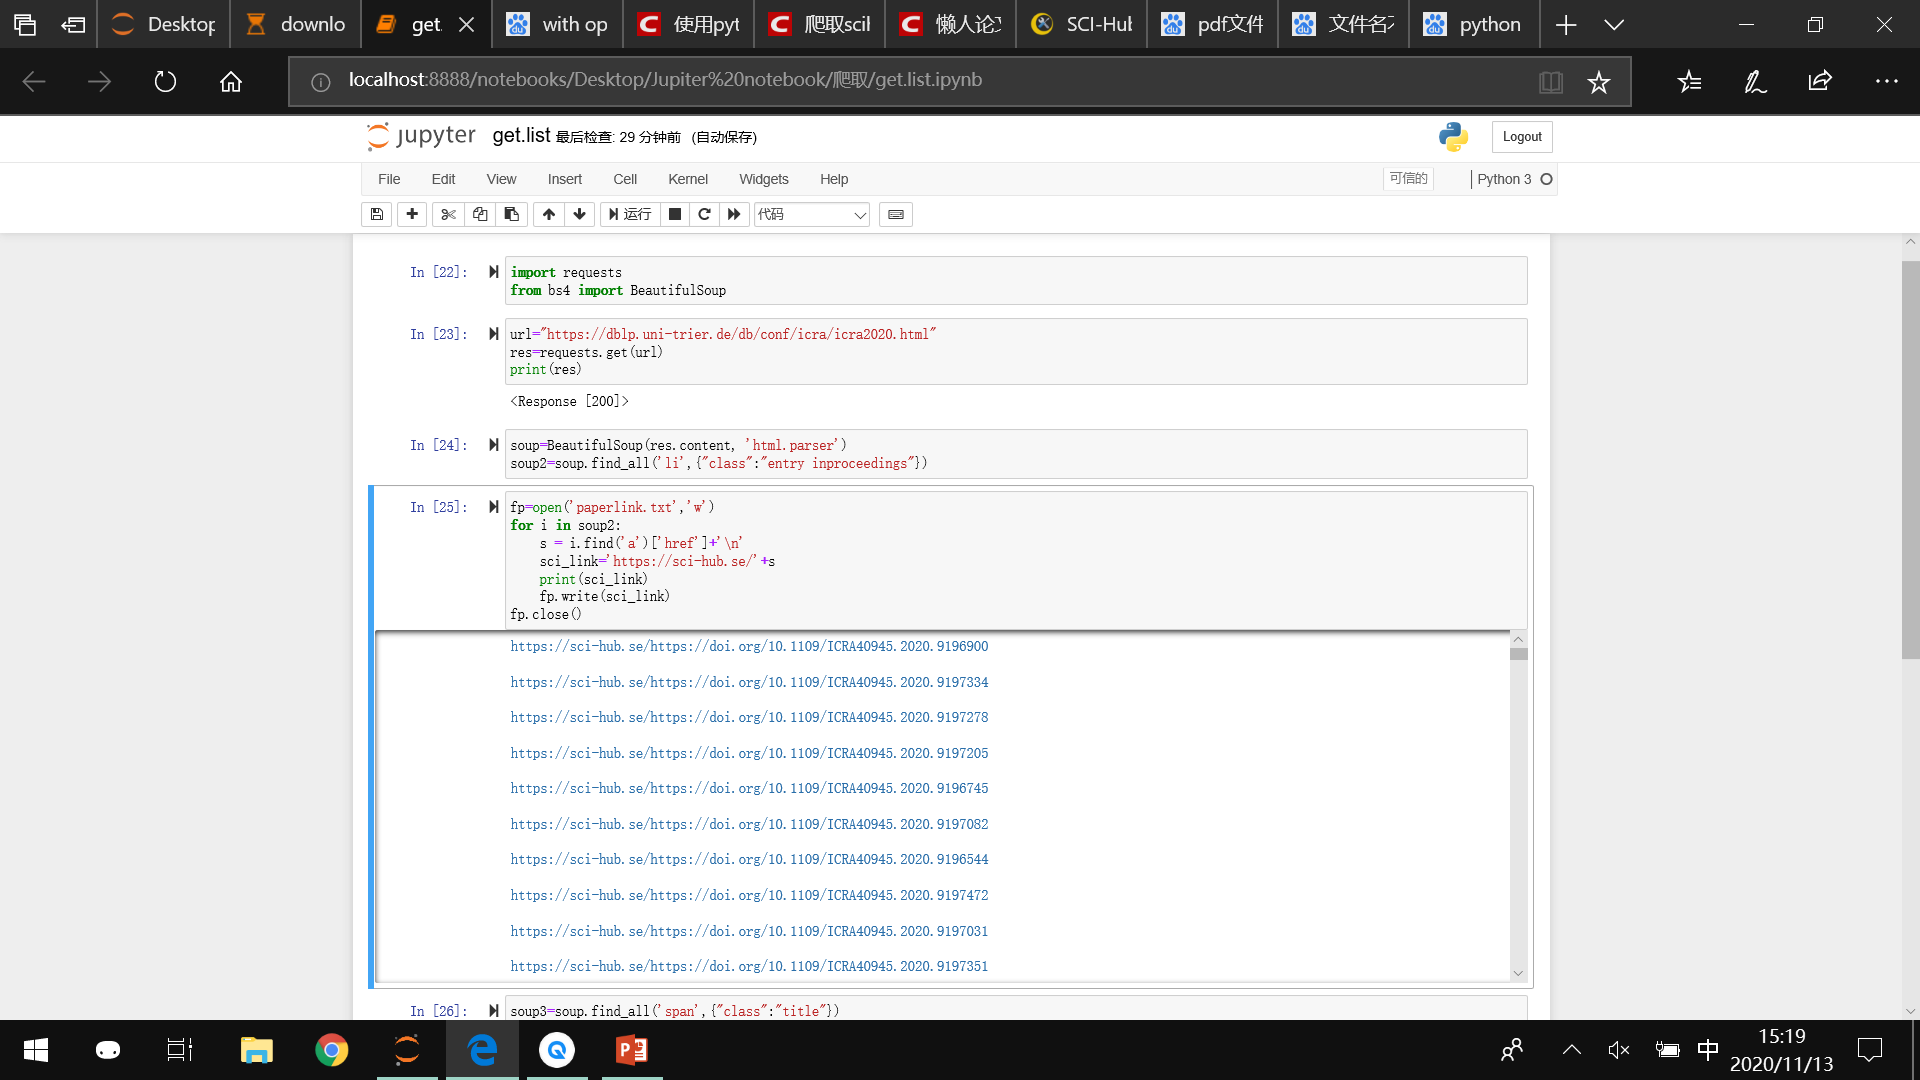 Desktop
downlo
get.
with op
使用pyt
爬取scil
懒人论文
SCI-Hub
pdf文件
文件名不
python
localhost:8888/notebooks/Desktop/Jupiter%20notebook/爬取/get.list.ipynb
jupyter get.list 最后检查: 29 分钟前 (自动保存)
Logout
File Edit View Insert Cell Kernel Widgets Help
可信的
Python 3
运行
代码
In [22]:
import requests
from bs4 import BeautifulSoup
In [23]:
url="https://dblp.uni-trier.de/db/conf/icra/icra2020.html"
res=requests.get(url)
print(res)
<Response [200]>
In [24]:
soup=BeautifulSoup(res.content, 'html.parser')
soup2=soup.find_all('li',{"class":"entry inproceedings"})
In [25]:
fp=open('paperlink.txt','w')
for i in soup2:
    s = i.find('a')['href']+'\n'
    sci_link='https://sci-hub.se/'+s
    print(sci_link)
    fp.write(sci_link)
fp.close()
https://sci-hub.se/https://doi.org/10.1109/ICRA40945.2020.9196900
https://sci-hub.se/https://doi.org/10.1109/ICRA40945.2020.9197334
https://sci-hub.se/https://doi.org/10.1109/ICRA40945.2020.9197278
https://sci-hub.se/https://doi.org/10.1109/ICRA40945.2020.9197205
https://sci-hub.se/https://doi.org/10.1109/ICRA40945.2020.9196745
https://sci-hub.se/https://doi.org/10.1109/ICRA40945.2020.9197082
https://sci-hub.se/https://doi.org/10.1109/ICRA40945.2020.9196544
https://sci-hub.se/https://doi.org/10.1109/ICRA40945.2020.9197472
https://sci-hub.se/https://doi.org/10.1109/ICRA40945.2020.9197031
https://sci-hub.se/https://doi.org/10.1109/ICRA40945.2020.9197351
In [26]:
soup3=soup.find_all('span',{"class":"title"})
中
15:19
2020/11/13